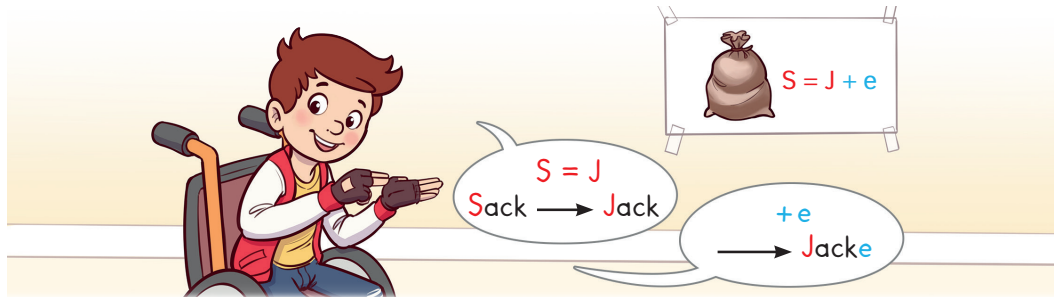 S = J + e
S = J
Sack → Jack
+ e
→ Jacke